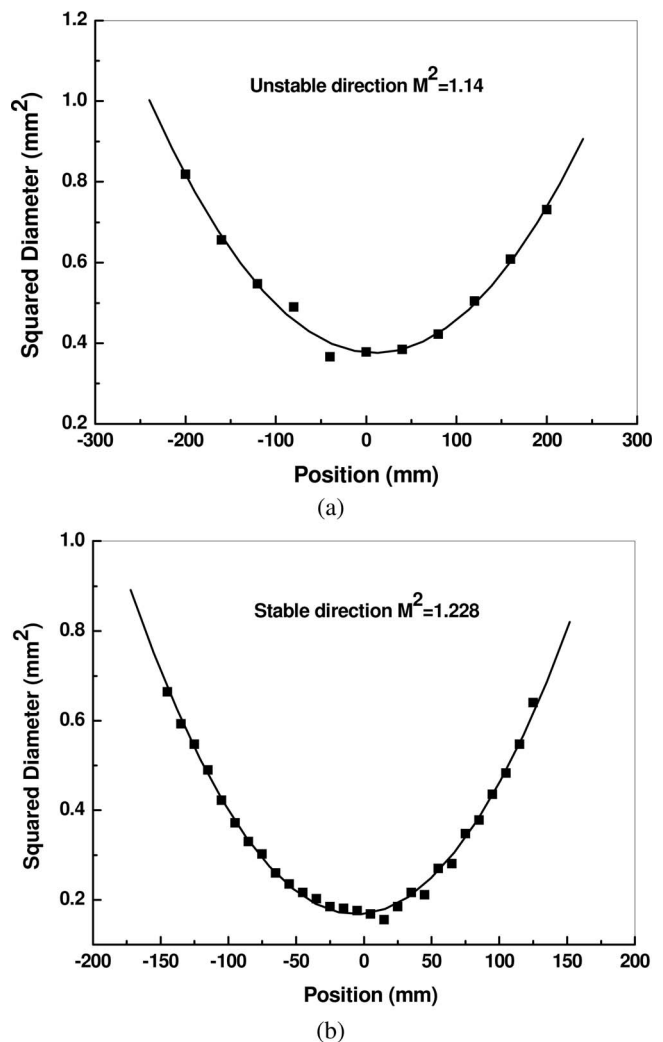 1.2
1.0
0.8
0.6
0.4
0.2
Squared Diameter (mm²)
Unstable direction M²=1.14
-300 -200 -100 0 100 200 300
Position (mm)
(a)
1.0
0.8
0.6
0.4
0.2
Squared Diameter (mm²)
Stable direction M²=1.228
-200 -150 -100 -50 0 50 100 150 200
Position (mm)
(b)